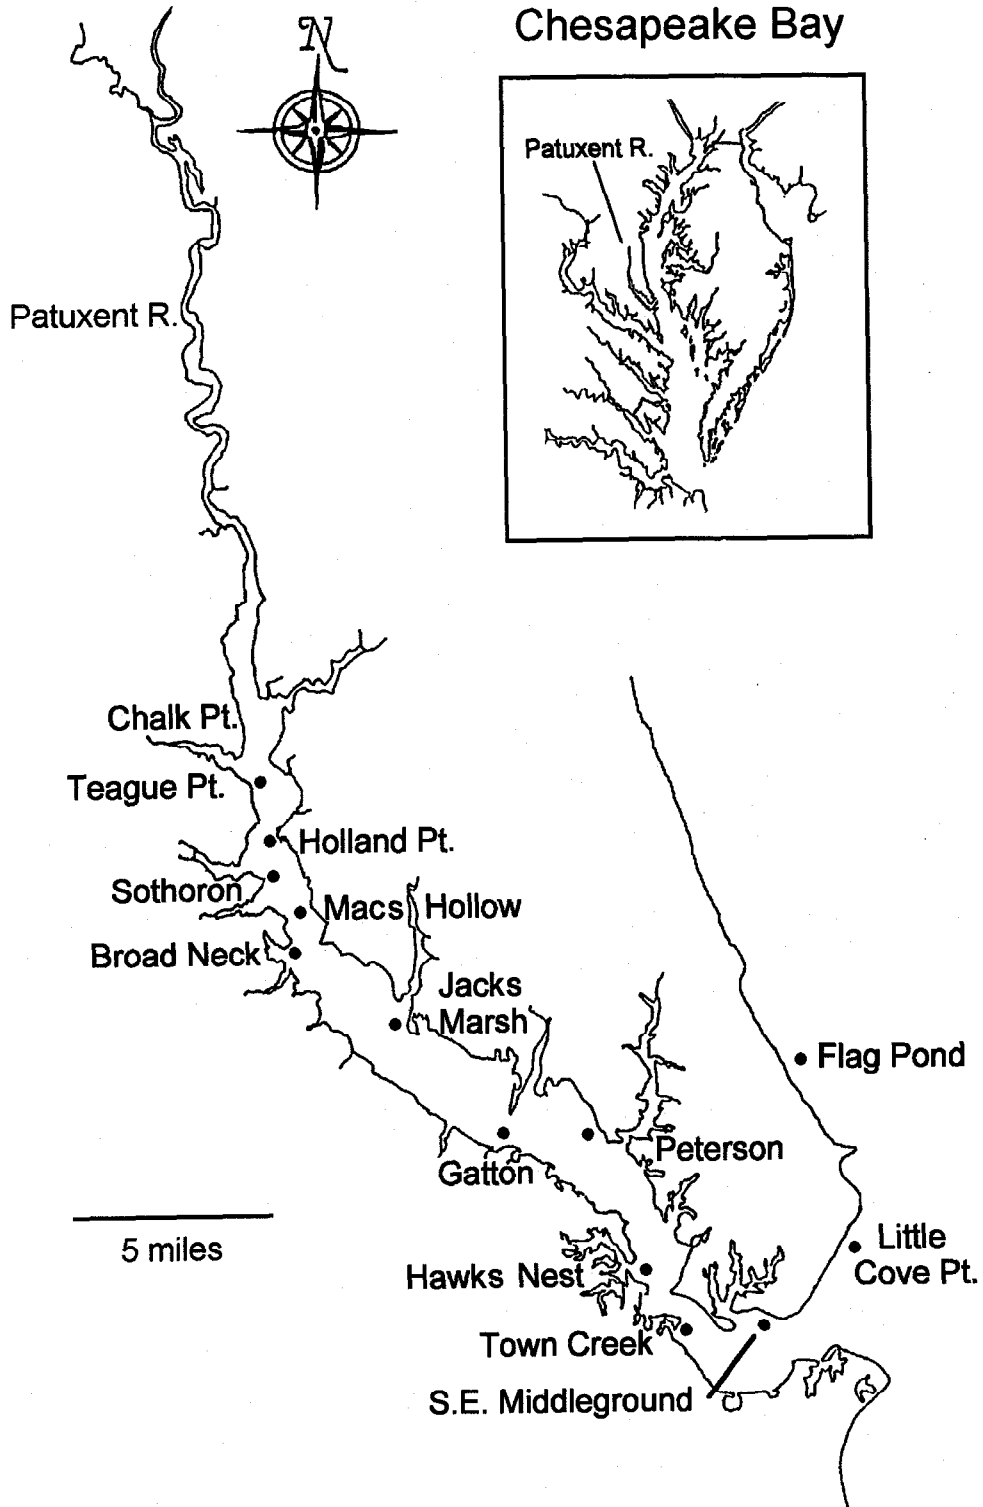 N
Chesapeake Bay
Patuxent R.
Patuxent R.
Chalk Pt.
Teague Pt.
Holland Pt.
Sothoron
Macs Hollow
Broad Neck
Jacks
Marsh
Flag Pond
Peterson
Gatton
5 miles
Little
Cove Pt.
Hawks Nest
Town Creek
S.E. Middleground